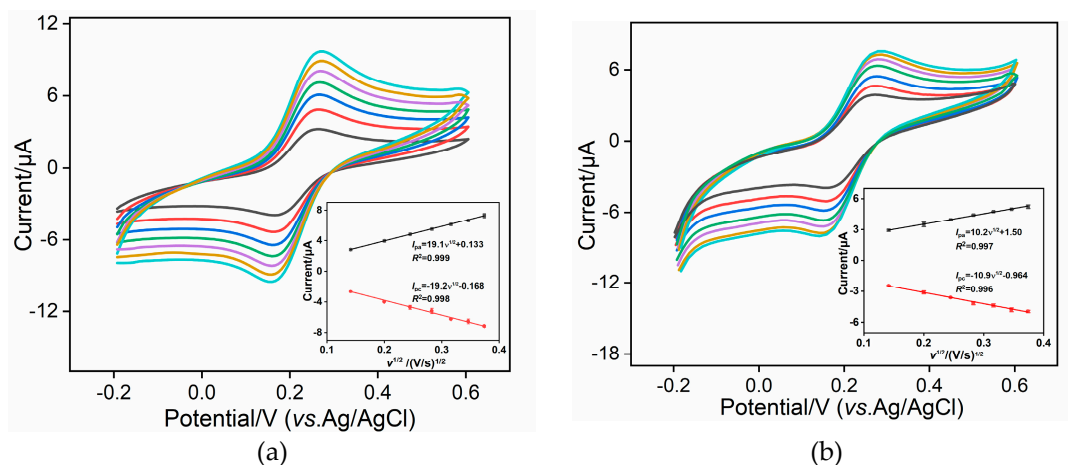 (a)
12
6
0
-6
-12
Current/μA
-0.2 0.0 0.2 0.4 0.6
Potential/V (vs.Ag/AgCl)
8
4
0
-4
-8
Current/μA
Ipa=19.1v1/2+0.133
R2=0.999
Ipc=-19.2v1/2-0.168
R2=0.998
0.1 0.2 0.3 0.4
v1/2 /(V/s)1/2
(a)
(b)
6
0
-6
-12
-18
Current/μA
-0.2 0.0 0.2 0.4 0.6
Potential/V (vs.Ag/AgCl)
6
3
0
-3
-6
Current/μA
Ipa=10.2v1/2+1.50
R2=0.997
Ipc=-10.9v1/2-0.964
R2=0.996
0.1 0.2 0.3 0.4
v1/2/(V/s)1/2
(b)